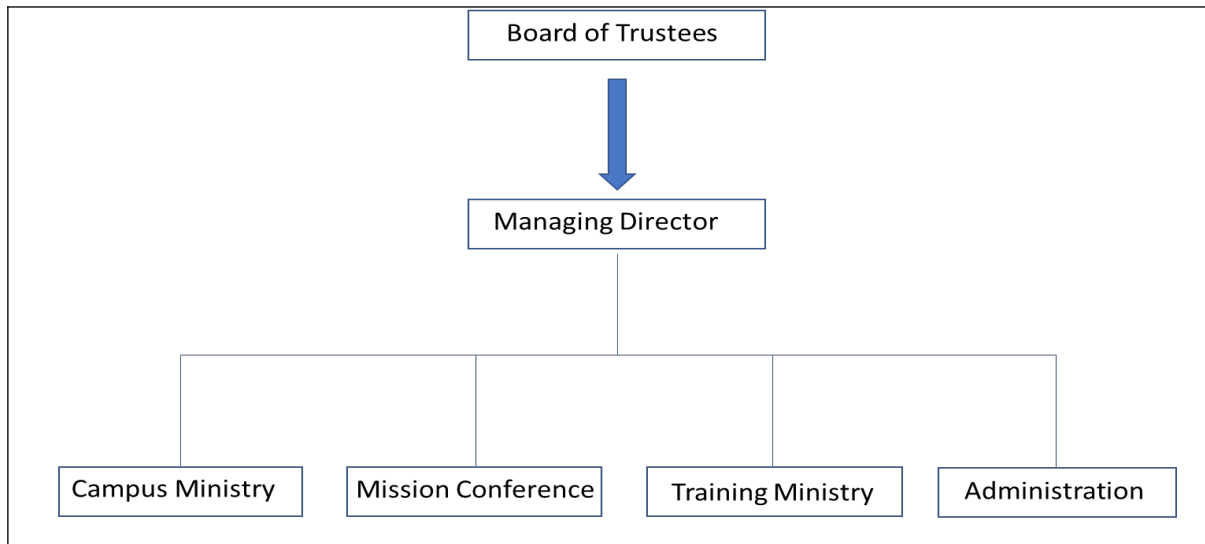 Board of Trustees
Managing Director
Campus Ministry
Mission Conference
Training Ministry
Administration